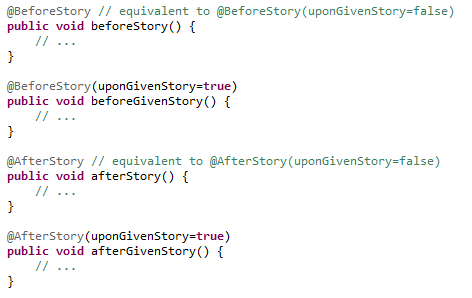 @BeforeStory // equivalent to @BeforeStory(uponGivenStory=false)
public void beforeStory() {
    // ...
}

@BeforeStory(uponGivenStory=true)
public void beforeGivenStory() {
    // ...
}

@AfterStory // equivalent to @AfterStory(uponGivenStory=false)
public void afterStory() {
    // ...
}

@AfterStory(uponGivenStory=true)
public void afterGivenStory() {
    // ...
}